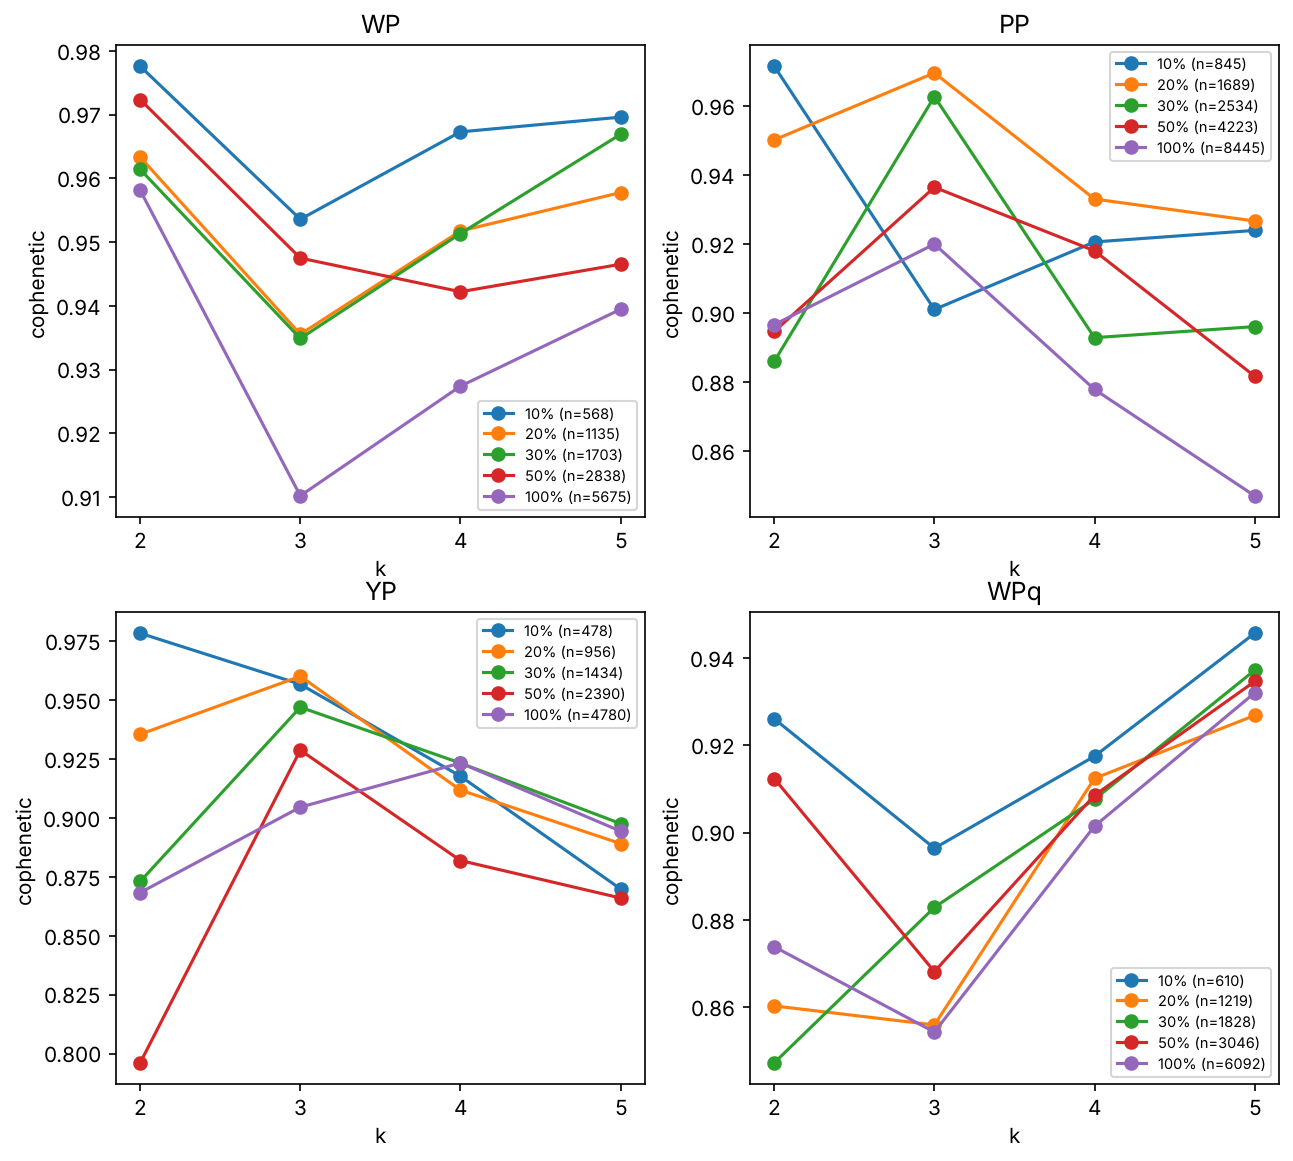 WP
0.98
0.97
0.96
0.95
0.94
0.93
0.92
0.91
cophenetic
2 3 4 5
k
10% (n=568)
20% (n=1135)
30% (n=1703)
50% (n=2838)
100% (n=5675)
PP
0.96
0.94
0.92
0.90
0.88
0.86
cophenetic
2 3 4 5
k
10% (n=845)
20% (n=1689)
30% (n=2534)
50% (n=4223)
100% (n=8445)
YP
0.975
0.950
0.925
0.900
0.875
0.850
0.825
0.800
cophenetic
2 3 4 5
k
10% (n=478)
20% (n=956)
30% (n=1434)
50% (n=2390)
100% (n=4780)
WPq
0.94
0.92
0.90
0.88
0.86
cophenetic
2 3 4 5
k
10% (n=610)
20% (n=1219)
30% (n=1828)
50% (n=3046)
100% (n=6092)